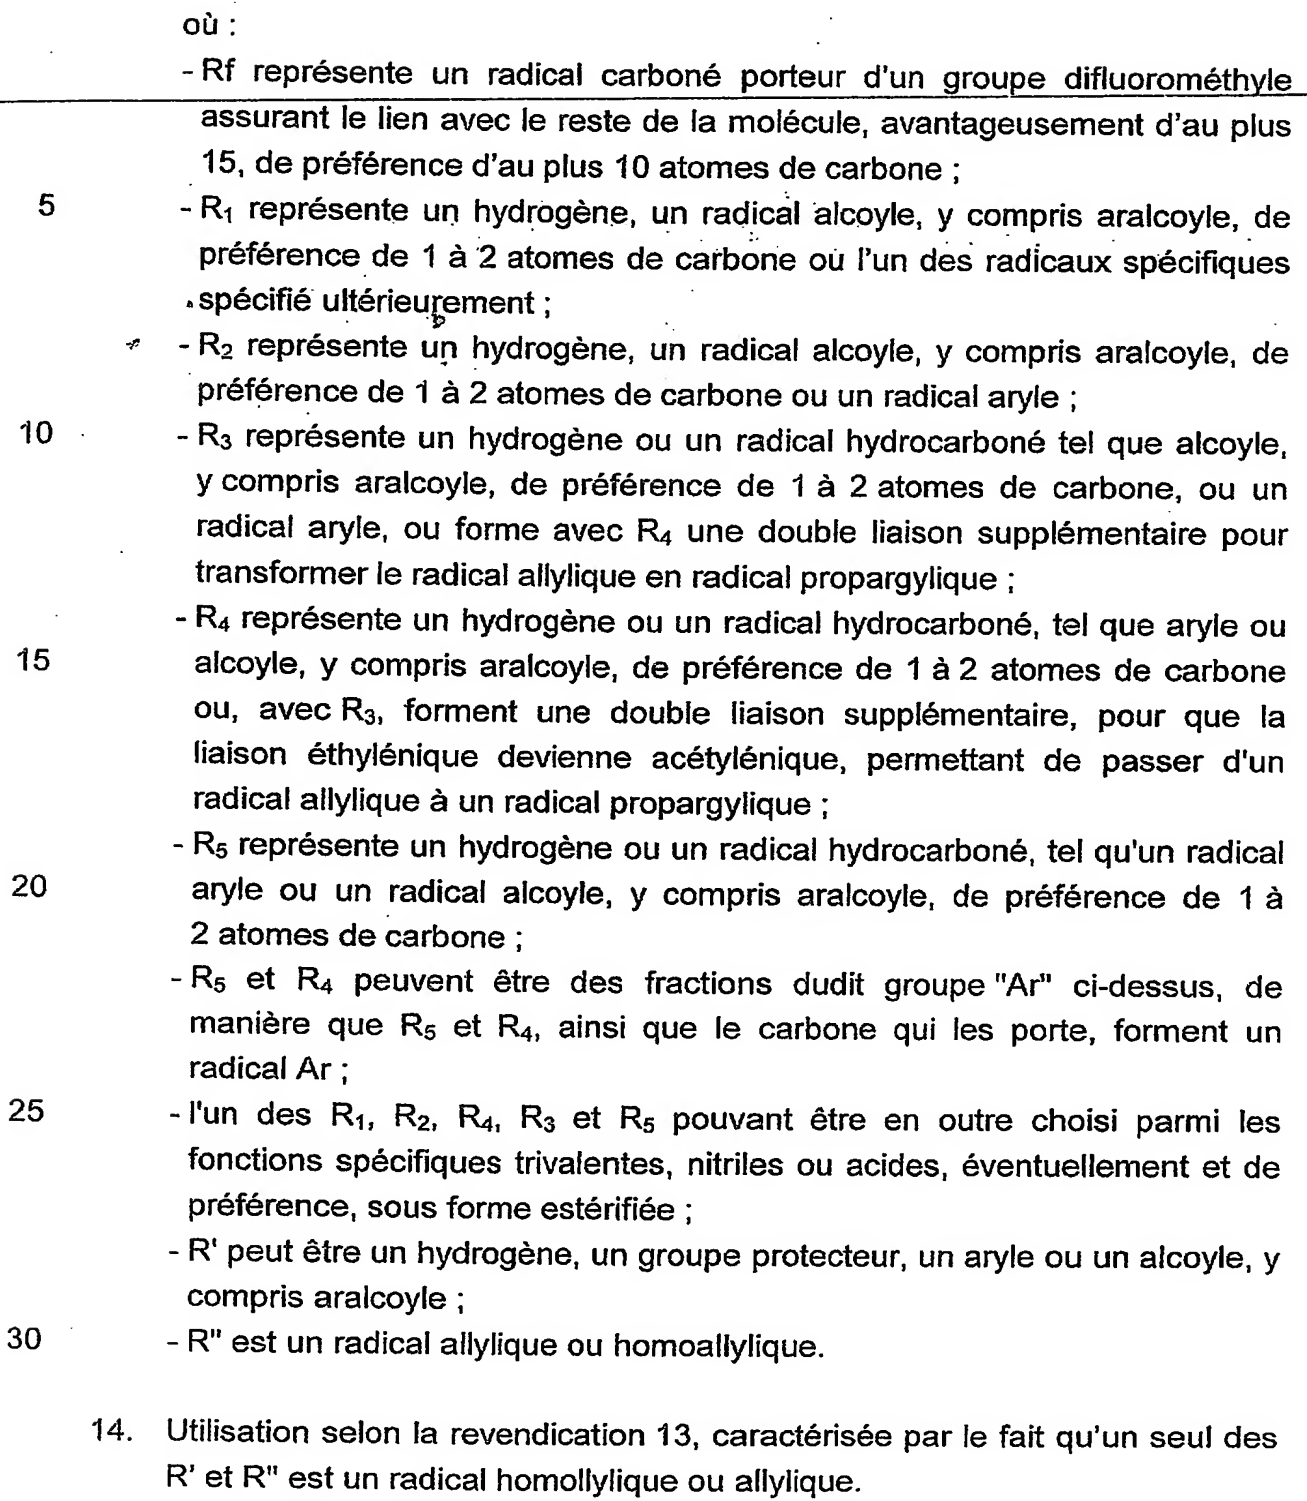 où :
- Rf représente un radical carboné porteur d'un groupe difluorométhyle
assurant le lien avec le reste de la molécule, avantageusement d'au plus
15, de préférence d'au plus 10 atomes de carbone ;
5 - R₁ représente un hydrogène, un radical alcoyle, y compris aralcoyle, de
préférence de 1 à 2 atomes de carbone ou l'un des radicaux spécifiques
spécifié ultérieurement ;
- R₂ représente un hydrogène, un radical alcoyle, y compris aralcoyle, de
préférence de 1 à 2 atomes de carbone ou un radical aryle ;
10 - R₃ représente un hydrogène ou un radical hydrocarboné tel que alcoyle,
y compris aralcoyle, de préférence de 1 à 2 atomes de carbone, ou un
radical aryle, ou forme avec R₄ une double liaison supplémentaire pour
transformer le radical allylique en radical propargylique ;
- R₄ représente un hydrogène ou un radical hydrocarboné, tel que aryle ou
15 alcoyle, y compris aralcoyle, de préférence de 1 à 2 atomes de carbone
ou, avec R₃, forment une double liaison supplémentaire, pour que la
liaison éthylénique devienne acétylénique, permettant de passer d'un
radical allylique à un radical propargylique ;
- R₅ représente un hydrogène ou un radical hydrocarboné, tel qu'un radical
20 aryle ou un radical alcoyle, y compris aralcoyle, de préférence de 1 à
2 atomes de carbone ;
- R₅ et R₄ peuvent être des fractions dudit groupe "Ar" ci-dessus, de
manière que R₅ et R₄, ainsi que le carbone qui les porte, forment un
radical Ar ;
25 - l'un des R₁, R₂, R₄, R₃ et R₅ pouvant être en outre choisi parmi les
fonctions spécifiques trivalentes, nitriles ou acides, éventuellement et de
préférence, sous forme estérifiée ;
- R' peut être un hydrogène, un groupe protecteur, un aryle ou un alcoyle, y
compris aralcoyle ;
30 - R" est un radical allylique ou homoallylique.
14. Utilisation selon la revendication 13, caractérisée par le fait qu'un seul des
R' et R" est un radical homollylique ou allylique.